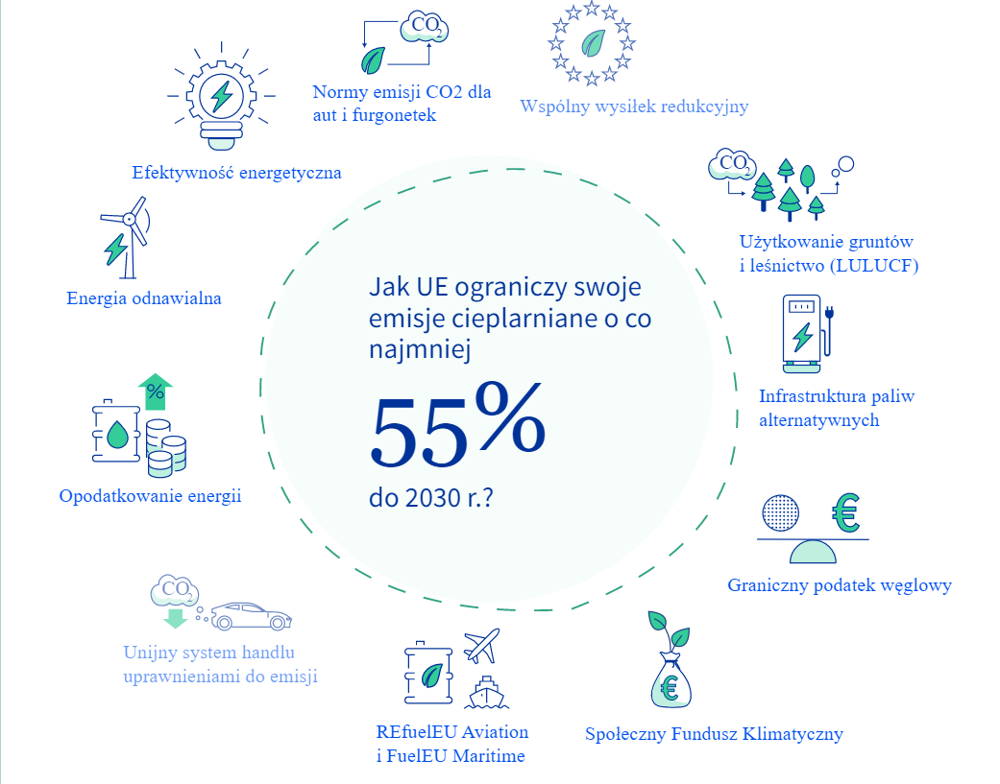 CO2
Normy emisji CO2 dla
aut i furgonetek
Wspólny wysiłek redukcyjny
Efektywność energetyczna
CO2
Użytkowanie gruntów
i leśnictwo (LULUCF)
Energia odnawialna
Jak UE ograniczy swoje
emisje cieplarniane o co
najmniej
55%
do 2030 r.?
Infrastruktura paliw
alternatywnych
%
Opodatkowanie energii
€
Graniczny podatek węglowy
CO2
Unijny system handlu
uprawnieniami do emisji
REfuelEU Aviation
i FuelEU Maritime
€
Społeczny Fundusz Klimatyczny